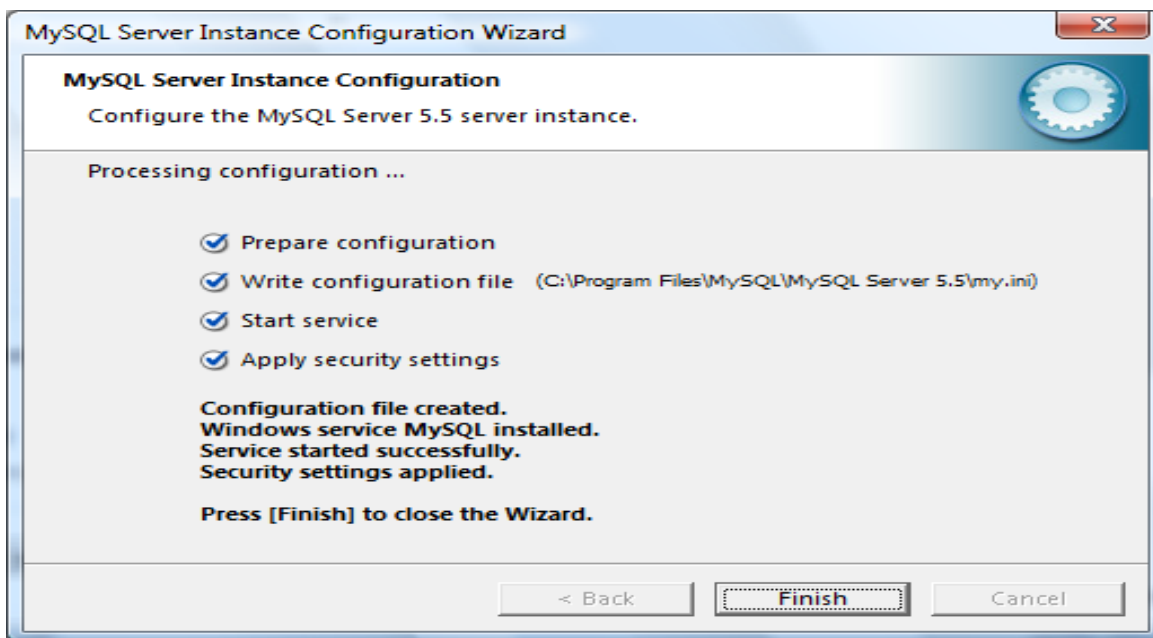 MySQL Server Instance Configuration Wizard
MySQL Server Instance Configuration
Configure the MySQL Server 5.5 server instance.
Processing configuration ...
Prepare configuration
Write configuration file (C:\Program Files\MySQL\MySQL Server 5.5\my.ini)
Start service
Apply security settings
Configuration file created.
Windows service MySQL installed.
Service started successfully.
Security settings applied.
Press [Finish] to close the Wizard.
< Back Finish Cancel